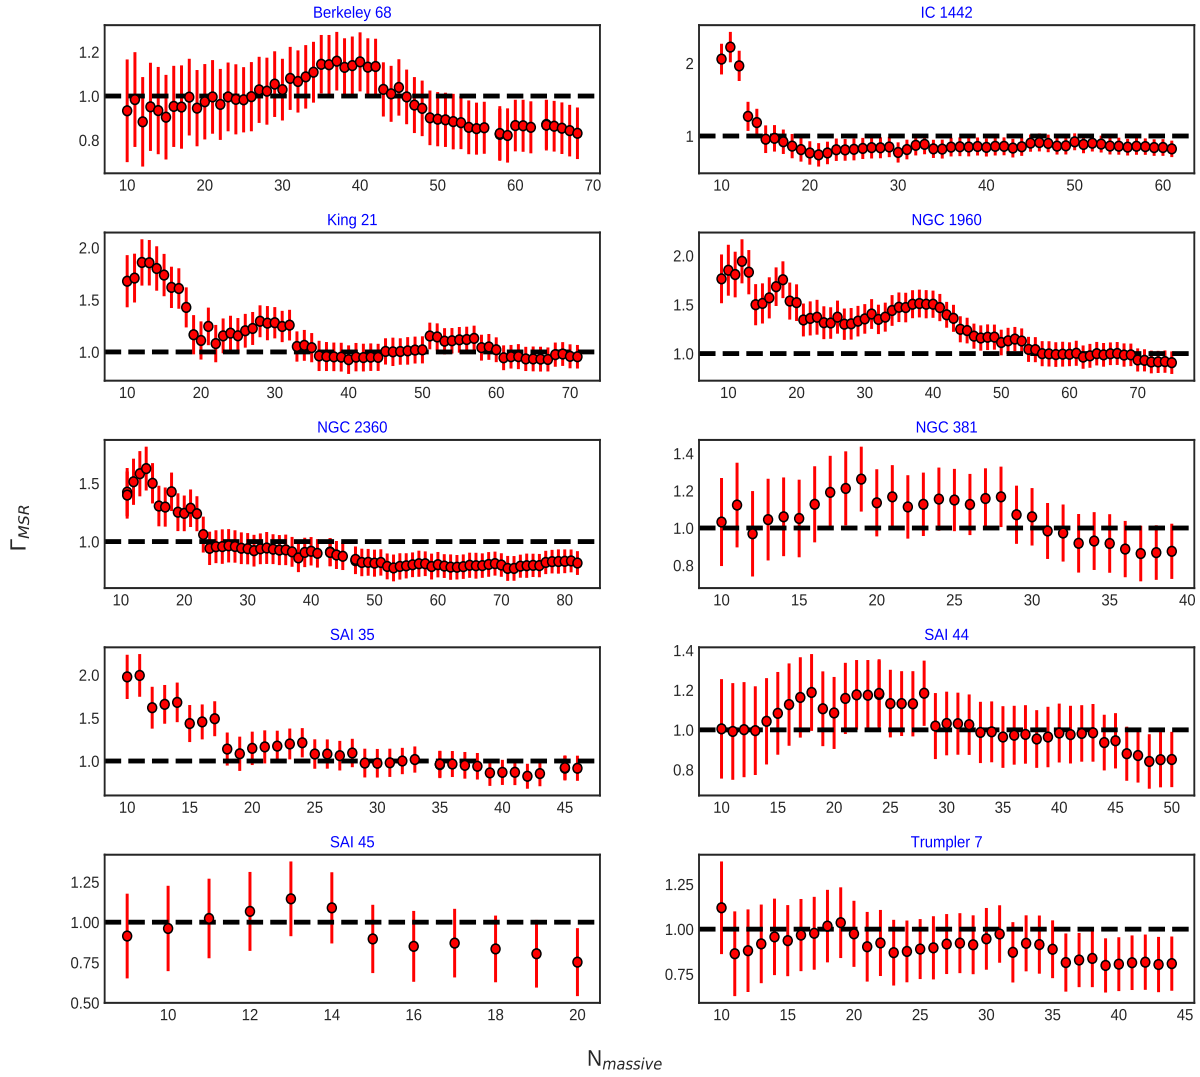 Berkeley 68
IC 1442
1.2
1.0
0.8
10 20 30 40 50 60 70
2
1
10 20 30 40 50 60
King 21
NGC 1960
2.0
1.5
1.0
10 20 30 40 50 60 70
2.0
1.5
1.0
10 20 30 40 50 60 70
NGC 2360
NGC 381
1.5
1.0
10 20 30 40 50 60 70 80
1.4
1.2
1.0
0.8
10 15 20 25 30 35 40
Γ_MSR
SAI 35
SAI 44
2.0
1.5
1.0
10 15 20 25 30 35 40 45
1.4
1.2
1.0
0.8
10 15 20 25 30 35 40 45 50
SAI 45
Trumpler 7
1.25
1.00
0.75
0.50
10 12 14 16 18 20
1.25
1.00
0.75
10 15 20 25 30 35 40 45
N_massive